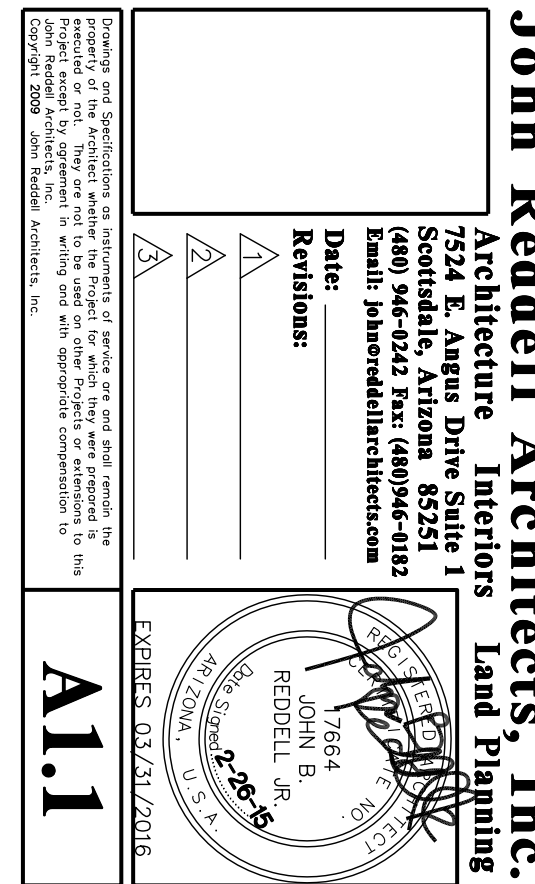 John Reddell Architects, Inc.
Architecture Interiors Land Planning
7524 E. Angus Drive Suite 1
Scottsdale, Arizona 85251
(480) 946-0242 Fax: (480)946-0182
Email: john@reddellarchitects.com
Date:
Revisions:
1
2
3
REGISTERED ARCHITECT
CERTIFICATE NO.
17664
JOHN B.
REDDELL JR.
Date Signed 2-26-15
ARIZONA, U.S.A.
EXPIRES 03/31/2016
Drawings and Specifications as instruments of service are and shall remain the
property of the Architect whether the Project for which they were prepared is
executed or not. They are not to be used on other Projects or extensions to this
Project except by agreement in writing and with appropriate compensation to
John Reddell Architects, Inc.
Copyright 2009 John Reddell Architects, Inc.
A1.1